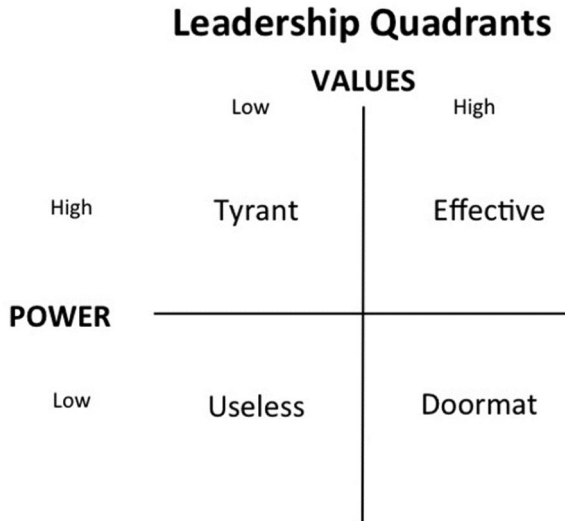 Leadership Quadrants
VALUES
Low High
High Tyrant Effective
POWER
Low Useless Doormat